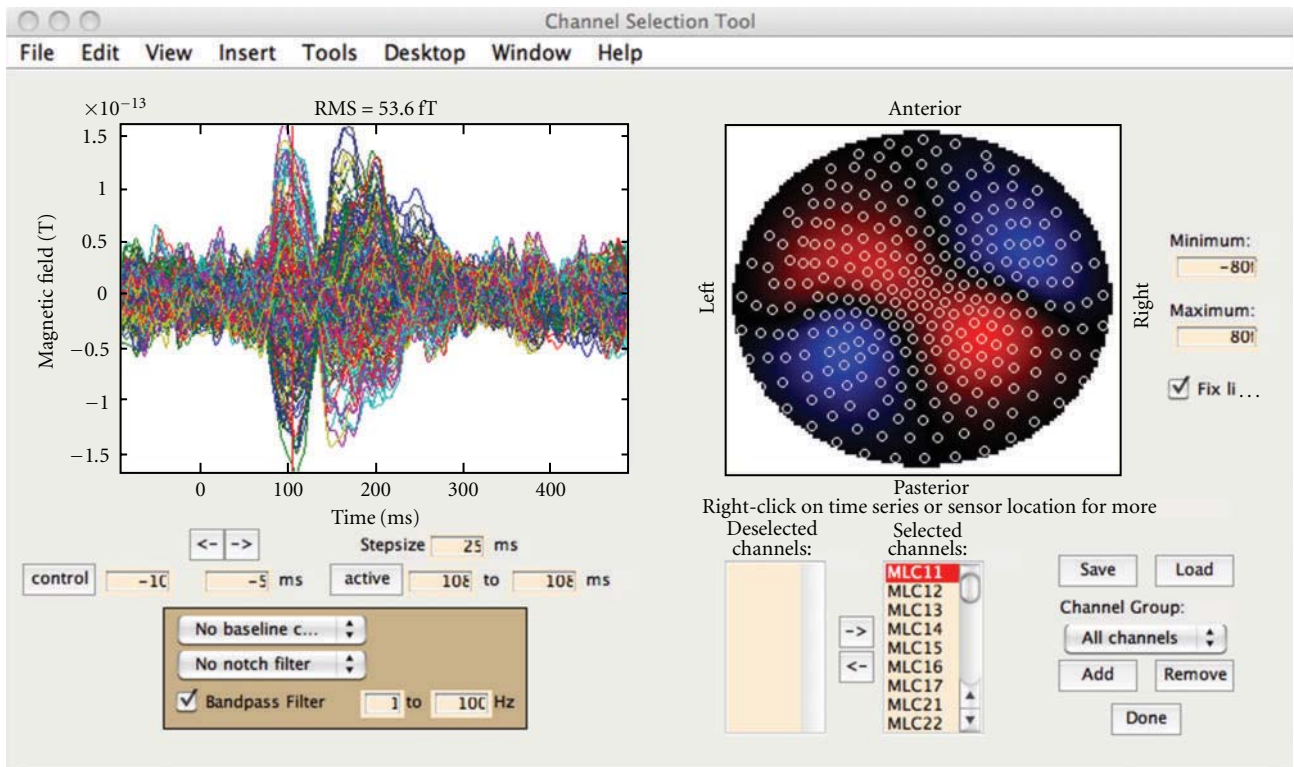 Channel Selection Tool
File Edit View Insert Tools Desktop Window Help
×10−13
RMS = 53.6 fT
1.5
1
0.5
0
−0.5
−1
−1.5
Magnetic field (T)
0 100 200 300 400
Time (ms)
Anterior
Left
Right
Pasterior
Minimum:
−80f
Maximum:
80f
Fix li ...
Right-click on time series or sensor location for more
<- ->
Stepsize 25 ms
control −10 −5 ms active 108 to 108 ms
No baseline c...
No notch filter
Bandpass Filter 1 to 100 Hz
Deselected
channels:
Selected
channels:
MLC11
MLC12
MLC13
MLC14
MLC15
MLC16
MLC17
MLC21
MLC22
->
<-
Save Load
Channel Group:
All channels
Add Remove
Done